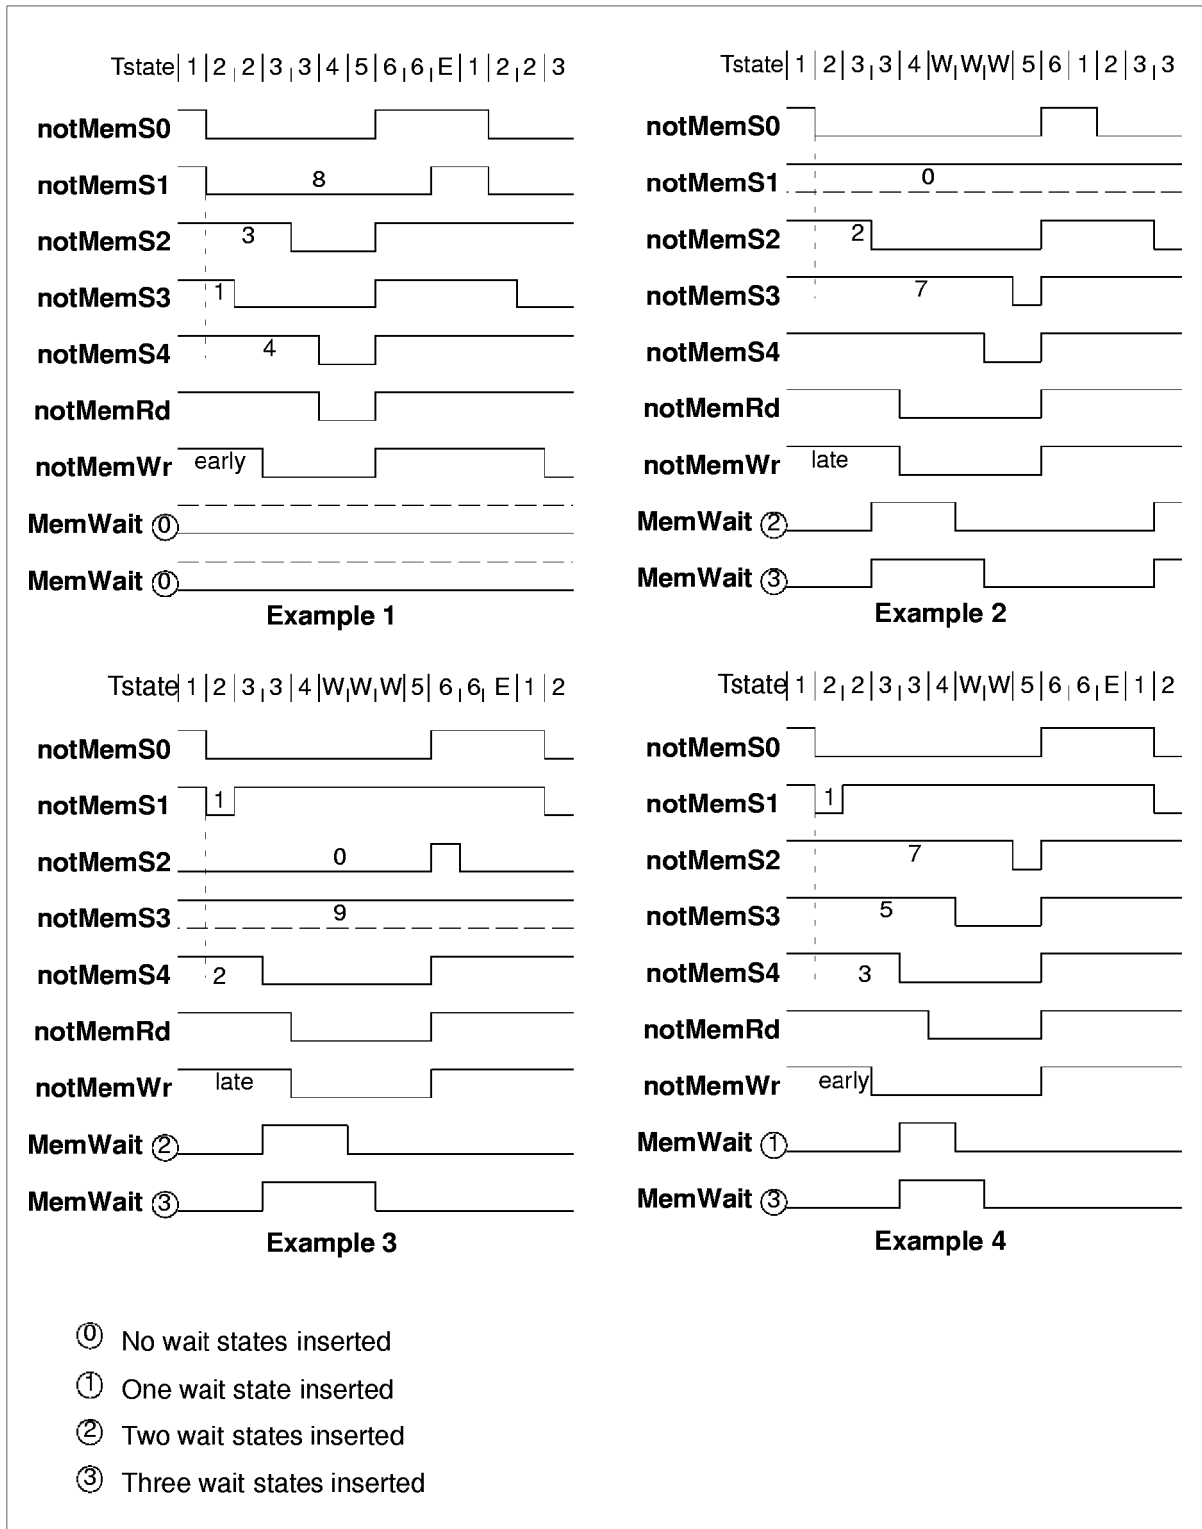 Tstate 1 2 2 3 3 4 5 6 6 E 1 2 2 3
notMemS0
notMemS1 8
notMemS2 3
notMemS3 1
notMemS4 4
notMemRd
notMemWr early
MemWait 0
MemWait 0
Example 1
Tstate 1 2 3 3 4 W W W 5 6 1 2 3 3
notMemS0
notMemS1 0
notMemS2 2
notMemS3 7
notMemS4
notMemRd
notMemWr late
MemWait 2
MemWait 3
Example 2
Tstate 1 2 3 3 4 W W W 5 6 6 E 1 2
notMemS0
notMemS1 1
notMemS2 0
notMemS3 9
notMemS4 2
notMemRd
notMemWr late
MemWait 2
MemWait 3
Example 3
Tstate 1 2 2 3 3 4 W W 5 6 6 E 1 2
notMemS0
notMemS1 1
notMemS2 7
notMemS3 5
notMemS4 3
notMemRd
notMemWr early
MemWait 1
MemWait 3
Example 4
0 No wait states inserted
1 One wait state inserted
2 Two wait states inserted
3 Three wait states inserted